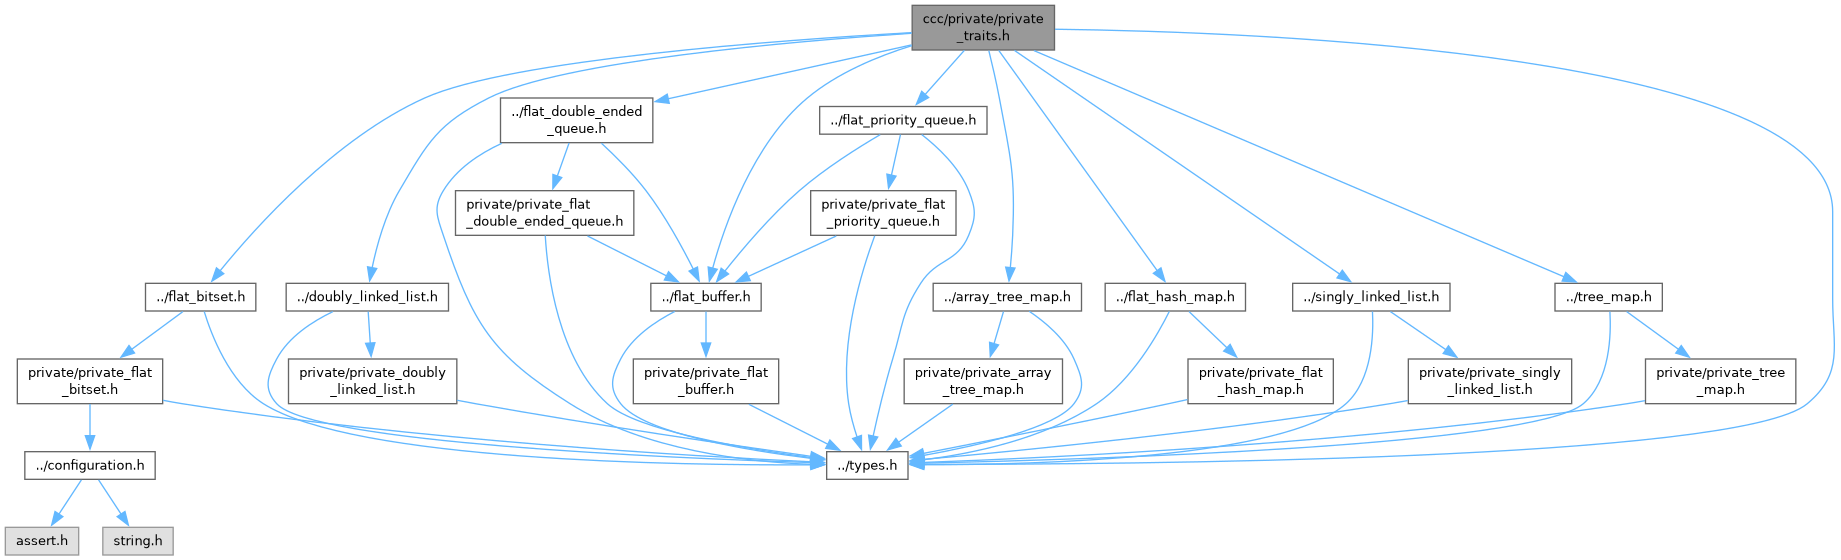 ccc/private/private
_traits.h
../flat_double_ended
_queue.h
../flat_priority_queue.h
private/private_flat
_double_ended_queue.h
private/private_flat
_priority_queue.h
../flat_bitset.h
../doubly_linked_list.h
../flat_buffer.h
../array_tree_map.h
../flat_hash_map.h
../singly_linked_list.h
../tree_map.h
private/private_flat
_bitset.h
private/private_doubly
_linked_list.h
private/private_flat
_buffer.h
private/private_array
_tree_map.h
private/private_flat
_hash_map.h
private/private_singly
_linked_list.h
private/private_tree
_map.h
../configuration.h
../types.h
assert.h
string.h